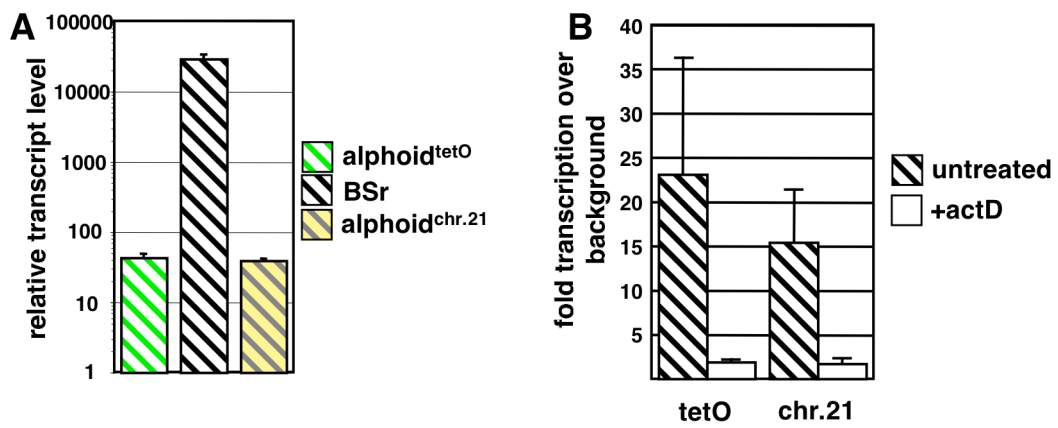 A
relative transcript level
100000
10000
1000
100
10
1
alphoid^tetO
BSr
alphoid^chr.21
B
fold transcription over
background
40
35
30
25
20
15
10
5
tetO
chr.21
untreated
+actD